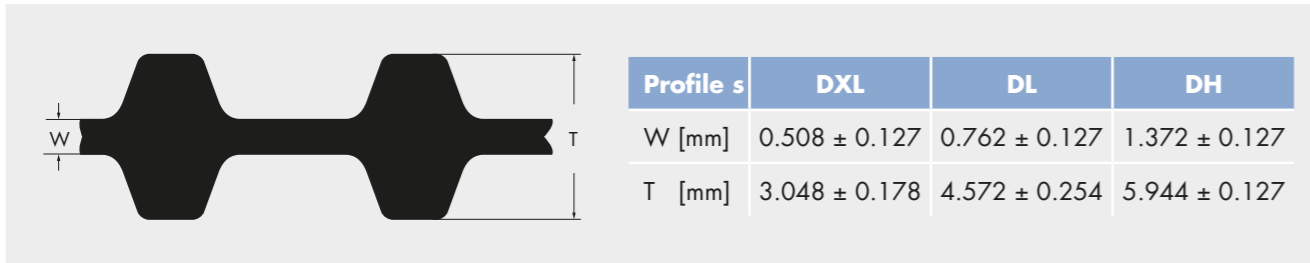 W
T
Profile s DXL DL DH
W [mm] 0.508 ± 0.127 0.762 ± 0.127 1.372 ± 0.127
T [mm] 3.048 ± 0.178 4.572 ± 0.254 5.944 ± 0.127